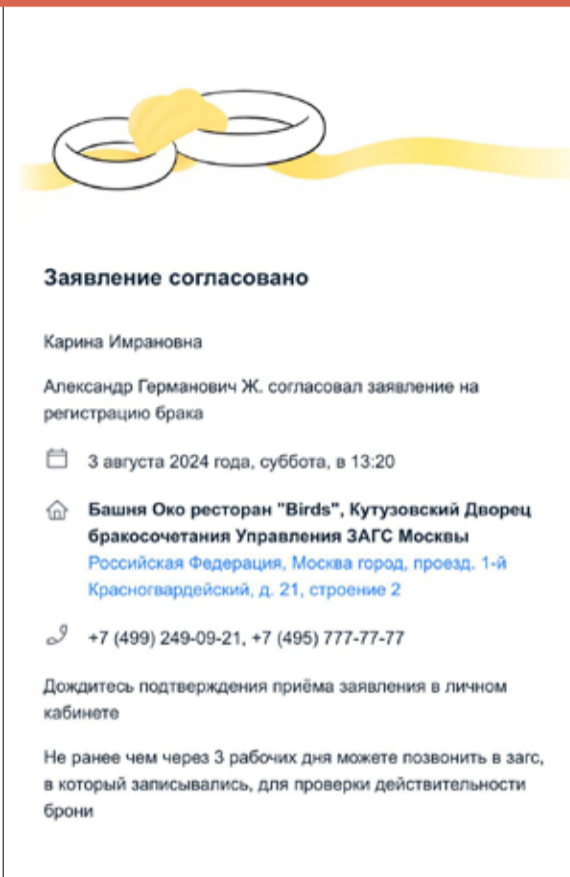 Заявление согласовано
Карина Имрановна
Александр Германович Ж. согласовал заявление на
регистрацию брака
3 августа 2024 года, суббота, в 13:20
Башня Око ресторан "Birds", Кутузовский Дворец
бракосочетания Управления ЗАГС Москвы
Российская Федерация, Москва город, проезд. 1-й
Красногвардейский, д. 21, строение 2
+7 (499) 249-09-21, +7 (495) 777-77-77
Дождитесь подтверждения приёма заявления в личном
кабинете
Не ранее чем через 3 рабочих дня можете позвонить в загс,
в который записывались, для проверки действительности
брони